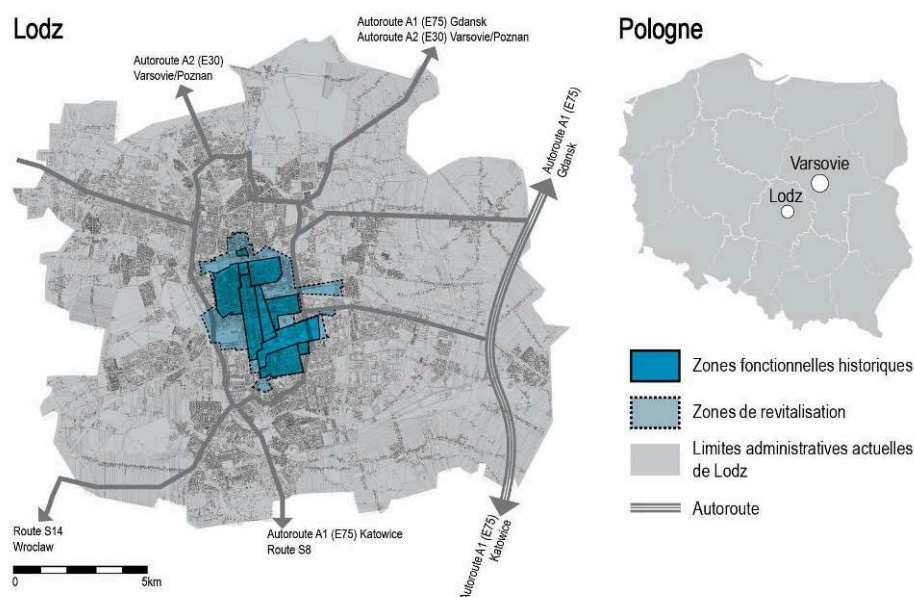 Lodz
Autoroute A1 (E75) Gdansk
Autoroute A2 (E30) Varsovie/Poznan
Autoroute A2 (E30)
Varsovie/Poznan
Autoroute A1 (E75)
Gdansk
Route S14
Wroclaw
Autoroute A1 (E75) Katowice
Route S8
Autoroute A1 (E75)
Katowice
0
5km
Pologne
Varsovie
Lodz
Zones fonctionnelles historiques
Zones de revitalisation
Limites administratives actuelles
de Lodz
Autoroute